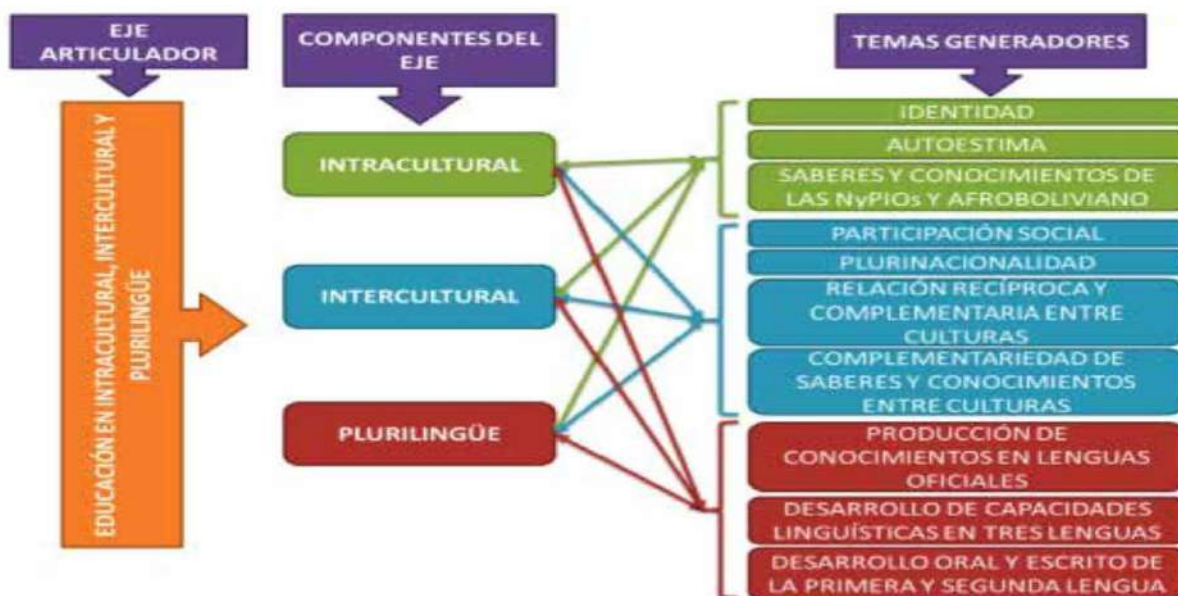 EJE
ARTICULADOR
EDUCACIÓN EN INTRACULTURAL, INTERCULTURAL Y
PLURILINGÜE
COMPONENTES DEL
EJE
INTRACULTURAL
INTERCULTURAL
PLURILINGÜE
TEMAS GENERADORES
IDENTIDAD
AUTOESTIMA
SABERES Y CONOCIMIENTOS DE
LAS NyPIOs Y AFROBOLIVIANO
PARTICIPACIÓN SOCIAL
PLURINACIONALIDAD
RELACIÓN RECÍPROCA Y
COMPLEMENTARIA ENTRE
CULTURAS
COMPLEMENTARIEDAD DE
SABERES Y CONOCIMIENTOS
ENTRE CULTURAS
PRODUCCIÓN DE
CONOCIMIENTOS EN LENGUAS
OFICIALES
DESARROLLO DE CAPACIDADES
LINGUÍSTICAS EN TRES LENGUAS
DESARROLLO ORAL Y ESCRITO DE
LA PRIMERA Y SEGUNDA LENGUA